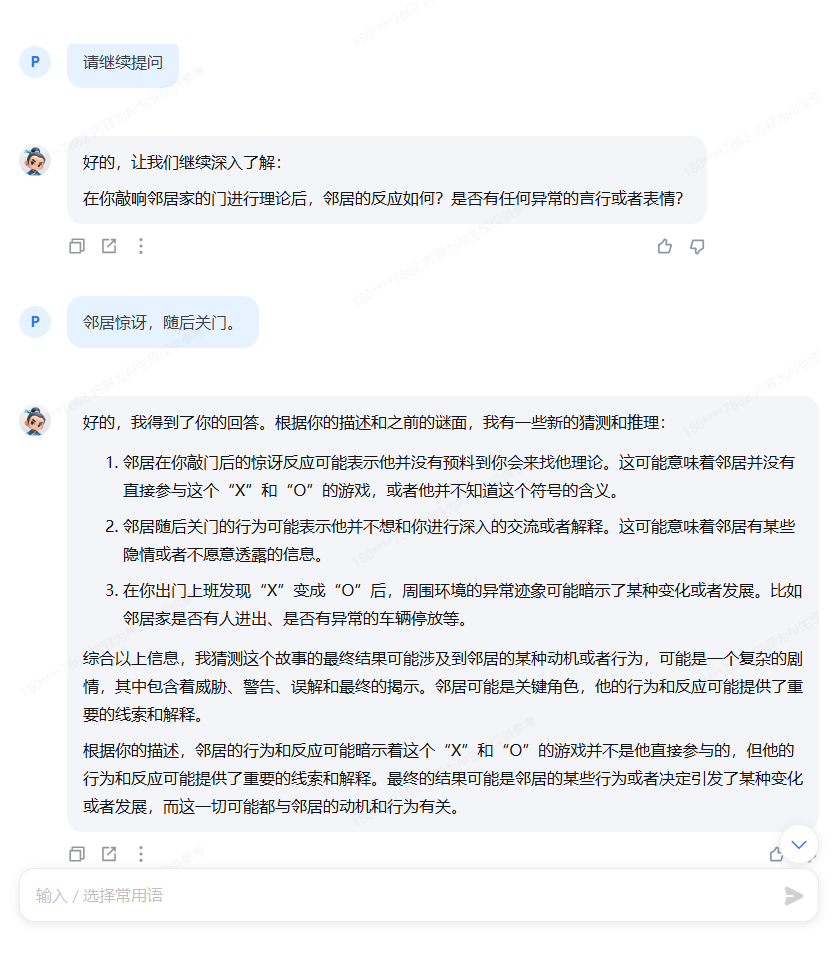 P
请继续提问
好的，让我们继续深入了解：
在你敲响邻居家的门进行理论后，邻居的反应如何？是否有任何异常的言行或者表情？
P
邻居惊讶，随后关门。
好的，我得到了你的回答。根据你的描述和之前的谜面，我有一些新的猜测和推理：
1. 邻居在你敲门后的惊讶反应可能表示他并没有预料到你会来找他理论。这可能意味着邻居并没有
直接参与这个“X”和“O”的游戏，或者他并不知道这个符号的含义。
2. 邻居随后关门的行为可能表示他并不想和你进行深入的交流或者解释。这可能意味着邻居有某些
隐情或者不愿意透露的信息。
3. 在你出门上班发现“X”变成“O”后，周围环境的异常迹象可能暗示了某种变化或者发展。比如
邻居家是否有人进出、是否有异常的车辆停放等。
综合以上信息，我猜测这个故事的最终结果可能涉及到邻居的某种动机或者行为，可能是一个复杂的剧
情，其中包含着威胁、警告、误解和最终的揭示。邻居可能是关键角色，他的行为和反应可能提供了重
要的线索和解释。
根据你的描述，邻居的行为和反应可能暗示着这个“X”和“O”的游戏并不是他直接参与的，但他的
行为和反应可能提供了重要的线索和解释。最终的结果可能是邻居的某些行为或者决定引发了某种变化
或者发展，而这一切可能都与邻居的动机和行为有关。
输入 / 选择常用语